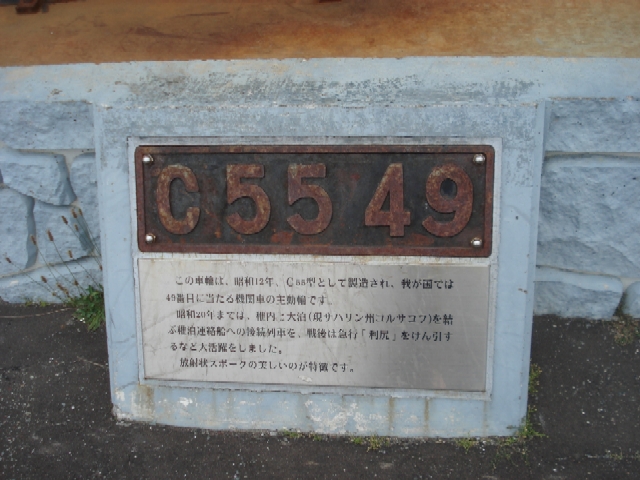 C 55 49
この車輪は、昭和12年、C55型として製造され、我が国では
49番目に当たる機関車の主動輪です。
昭和20年までは、稚内と大泊（現サハリン州コルサコフ）を結
ぶ稚泊連絡船への接続列車を、戦後は急行「利尻」をけん引す
るなど大活躍をしました。
放射状スポークの美しいのが特徴です。